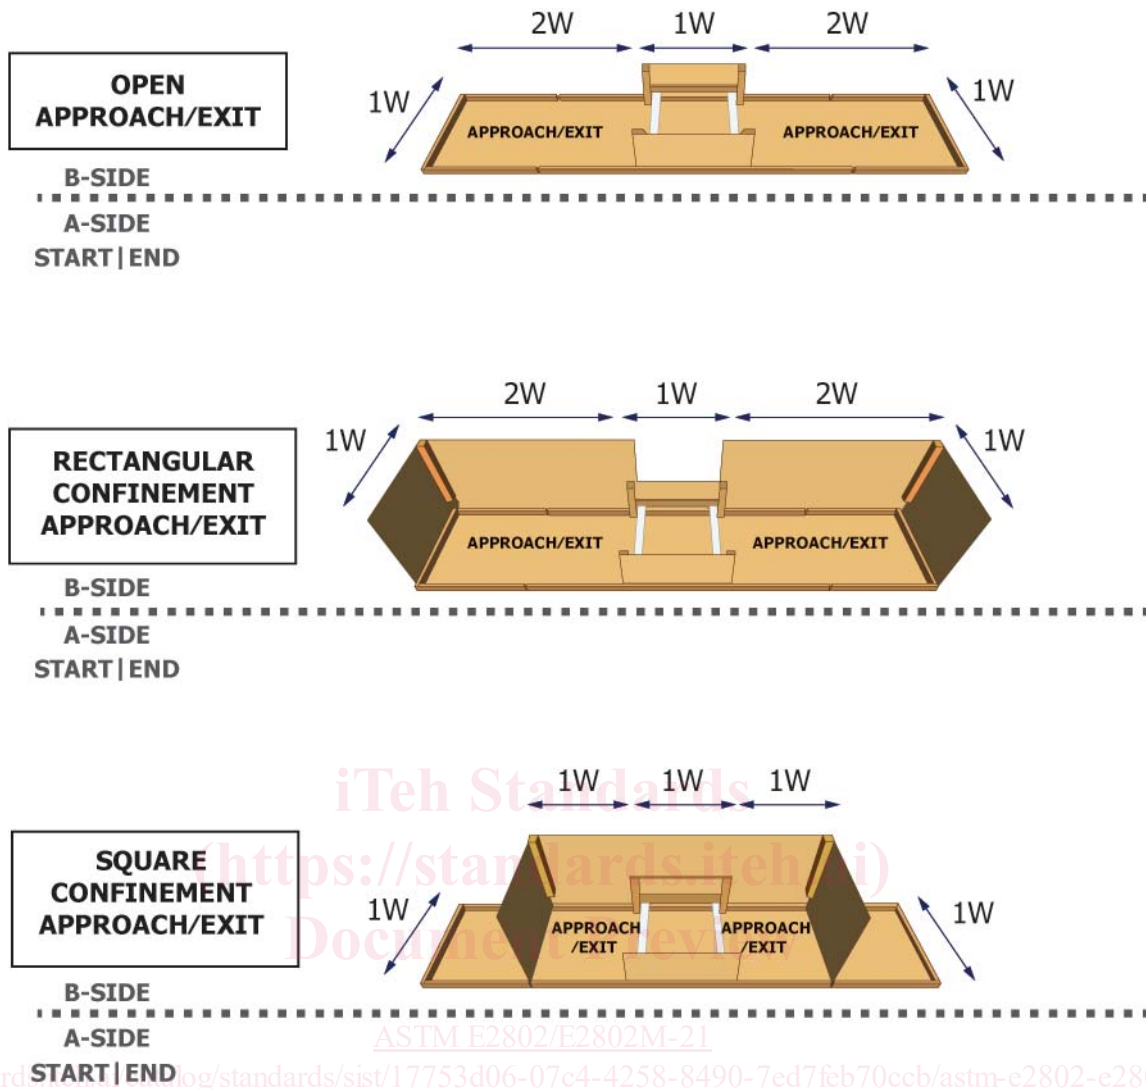 2W 1W 2W
OPEN
APPROACH/EXIT
1W 1W
APPROACH/EXIT APPROACH/EXIT
B-SIDE
A-SIDE
START|END
2W 1W 2W
1W 1W
RECTANGULAR
CONFINEMENT
APPROACH/EXIT
APPROACH/EXIT APPROACH/EXIT
B-SIDE
A-SIDE
START|END
iTeh Standards
1W 1W 1W
(https://standards.iteh.ai)
SQUARE
CONFINEMENT
APPROACH/EXIT
1W 1W
Document Preview
APPROACH
/EXIT
APPROACH
/EXIT
B-SIDE
A-SIDE
ASTM E2802/E2802M-21
START|END
log/standards/sist/17753d06-07c4-4258-8490-7ed7feb70ccb/astm-e2802-e28